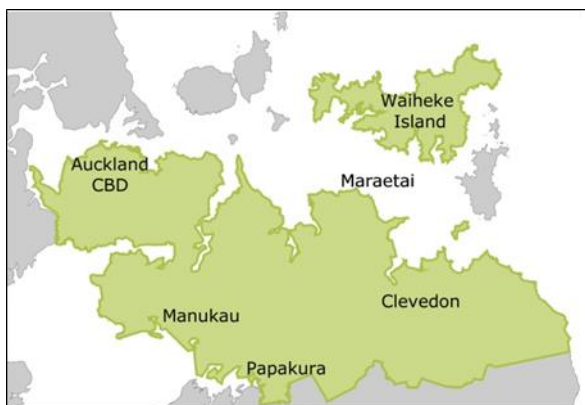 Waiheke
Island
Auckland
CBD
Maraetai
Clevedon
Manukau
Papakura